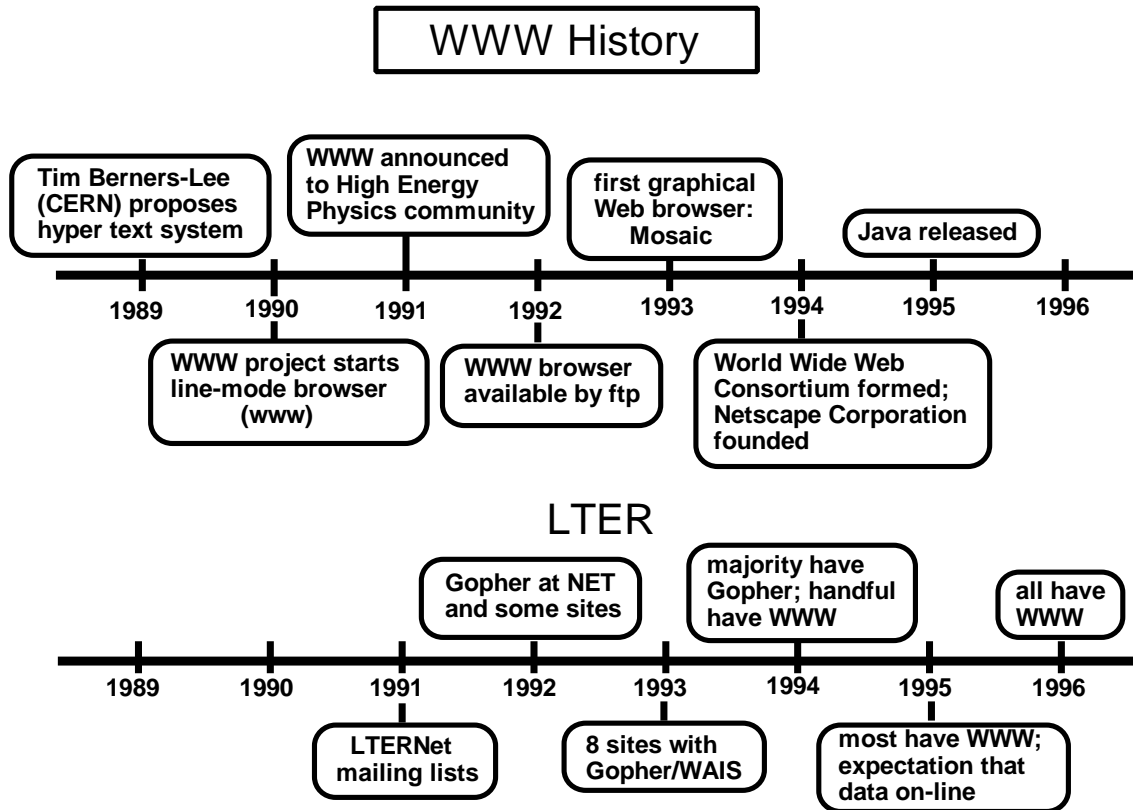 WWW History
Tim Berners-Lee
(CERN) proposes
hyper text system
WWW announced
to High Energy
Physics community
first graphical
Web browser:
Mosaic
Java released
1989 1990 1991 1992 1993 1994 1995 1996
WWW project starts
line-mode browser
(www)
WWW browser
available by ftp
World Wide Web
Consortium formed;
Netscape Corporation
founded
LTER
Gopher at NET
and some sites
majority have
Gopher; handful
have WWW
all have
WWW
1989 1990 1991 1992 1993 1994 1995 1996
LTERNet
mailing lists
8 sites with
Gopher/WAIS
most have WWW;
expectation that
data on-line